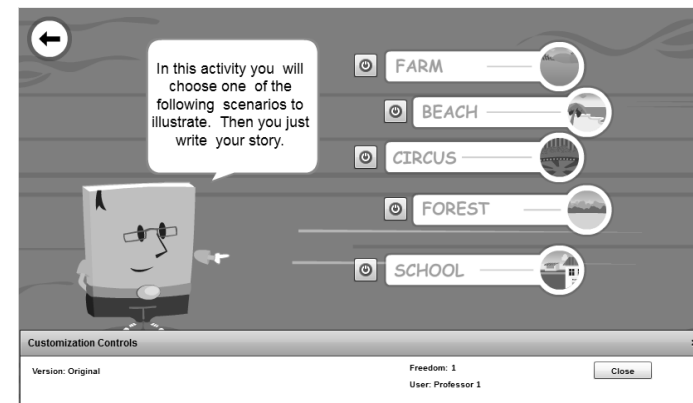 In this activity you will
choose one of the
following scenarios to
illustrate. Then you just
write your story.
FARM
BEACH
CIRCUS
FOREST
SCHOOL
Customization Controls
Version: Original
Freedom: 1
User: Professor 1
Close